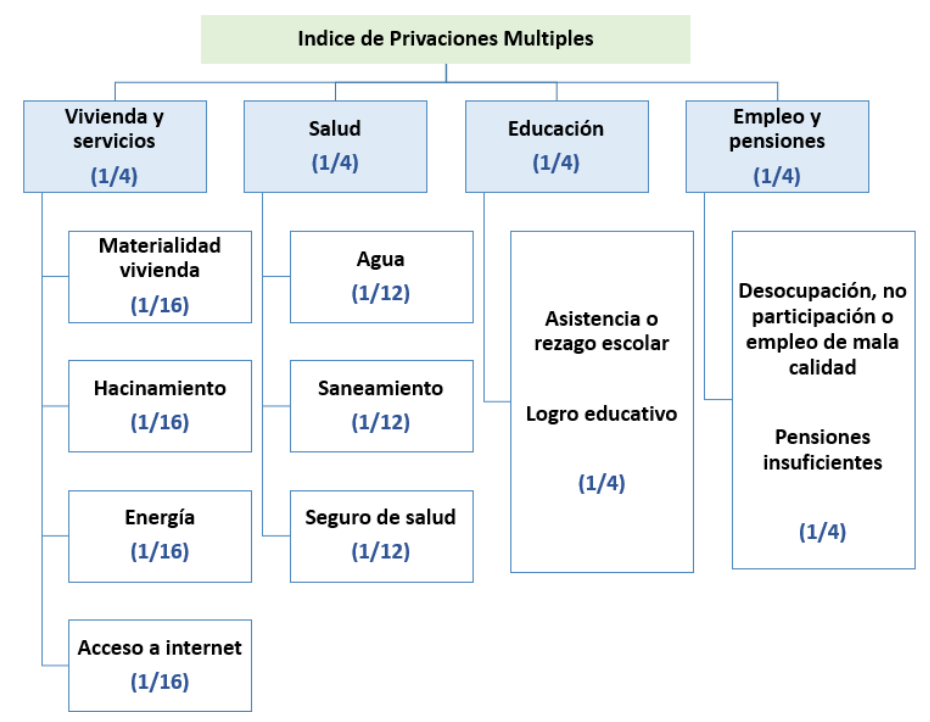 Indice de Privaciones Multiples
Vivienda y
servicios
(1/4)
Salud
(1/4)
Educación
(1/4)
Empleo y
pensiones
(1/4)
Materialidad
vivienda
(1/16)
Hacinamiento
(1/16)
Energía
(1/16)
Acceso a internet
(1/16)
Agua
(1/12)
Saneamiento
(1/12)
Seguro de salud
(1/12)
Asistencia o
rezago escolar
Logro educativo
(1/4)
Desocupación, no
participación o
empleo de mala
calidad
Pensiones
insuficientes
(1/4)